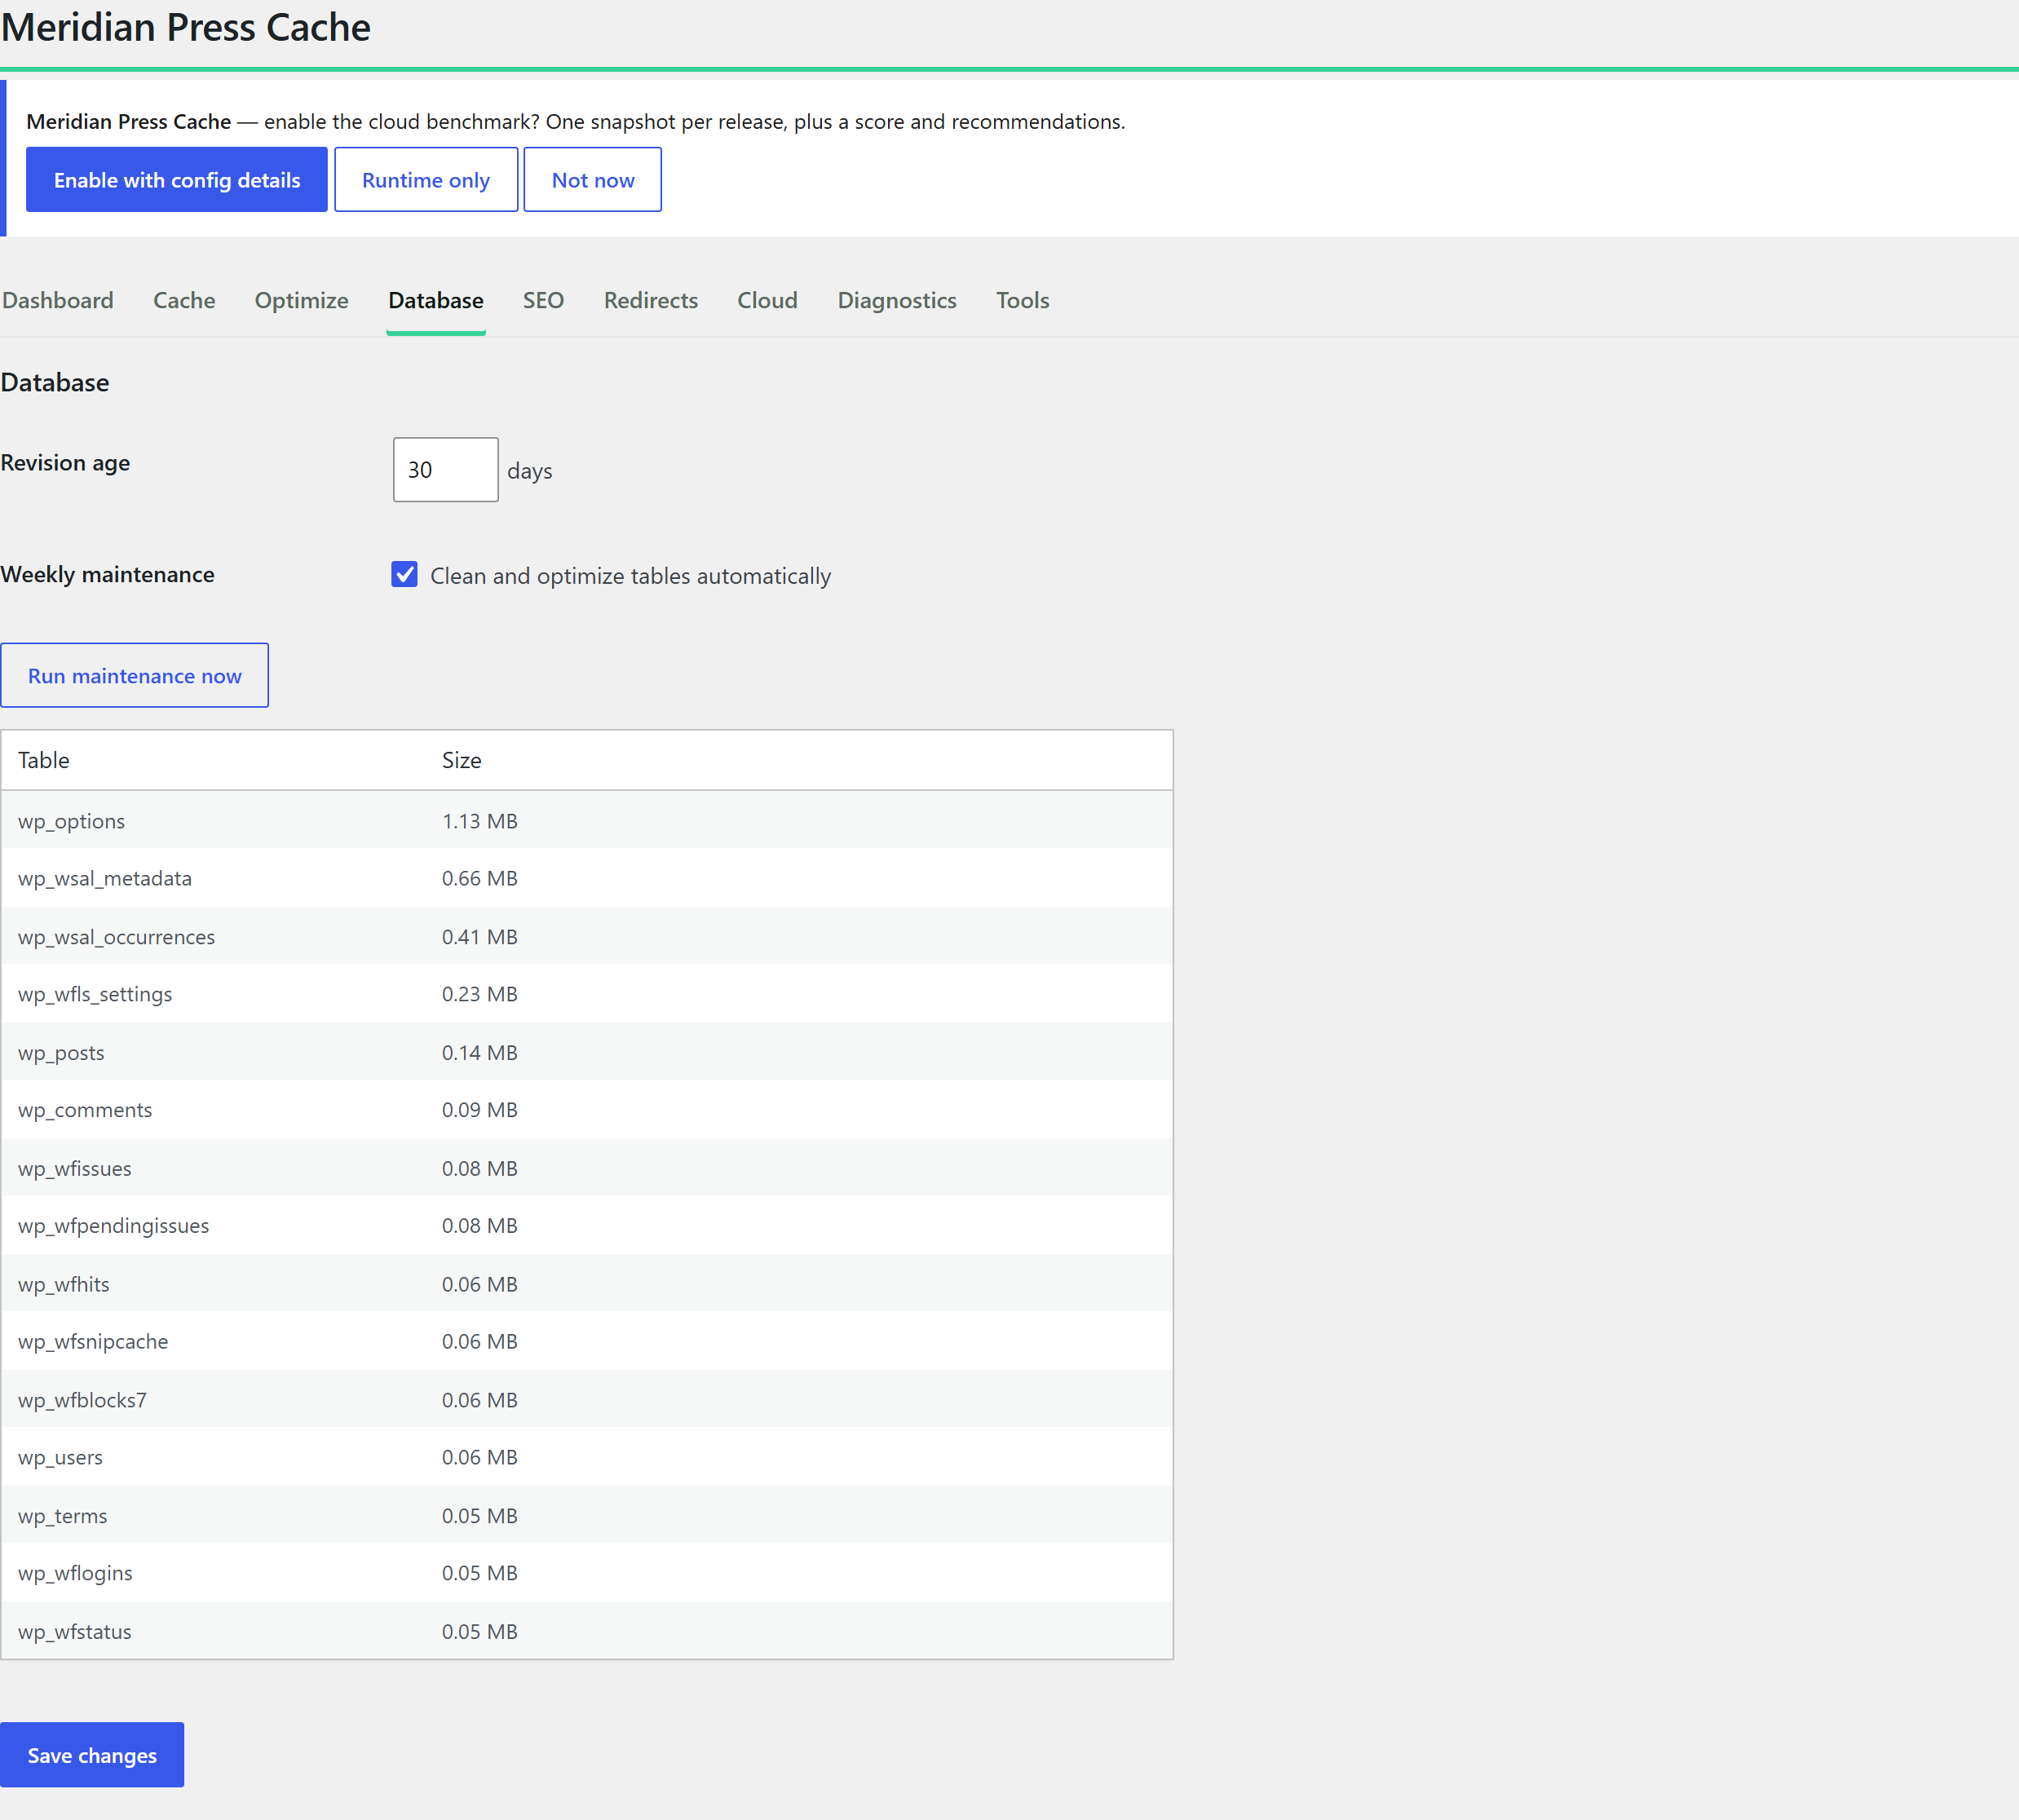 Meridian Press Cache
Meridian Press Cache — enable the cloud benchmark? One snapshot per release, plus a score and recommendations.
Enable with config details Runtime only Not now
Dashboard Cache Optimize Database SEO Redirects Cloud Diagnostics Tools
Database
Revision age 30 days
Weekly maintenance Clean and optimize tables automatically
Run maintenance now
Table Size
wp_options 1.13 MB
wp_wsal_metadata 0.66 MB
wp_wsal_occurrences 0.41 MB
wp_wfls_settings 0.23 MB
wp_posts 0.14 MB
wp_comments 0.09 MB
wp_wfissues 0.08 MB
wp_wfpendingissues 0.08 MB
wp_wfhits 0.06 MB
wp_wfsnipcache 0.06 MB
wp_wfblocks7 0.06 MB
wp_users 0.06 MB
wp_terms 0.05 MB
wp_wflogins 0.05 MB
wp_wfstatus 0.05 MB
Save changes